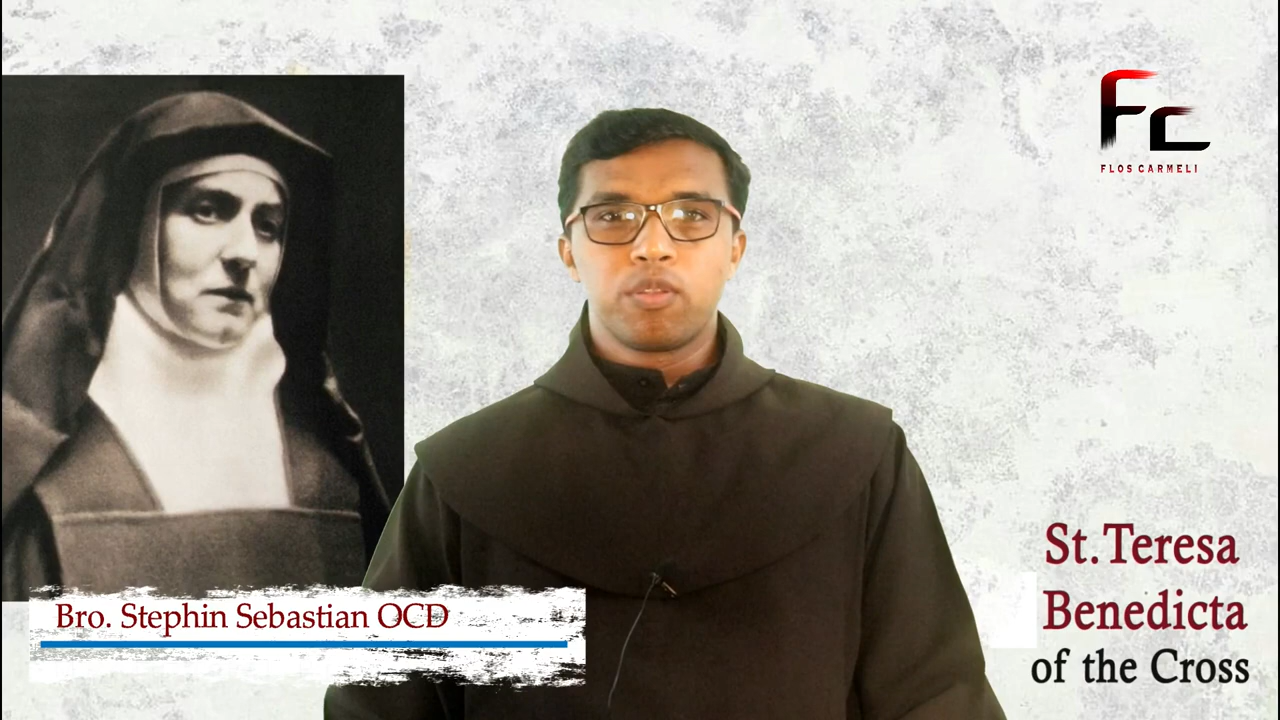 FC
FLOS CARMELI
St. Teresa
Benedicta
of the Cross
Bro. Stephin Sebastian OCD